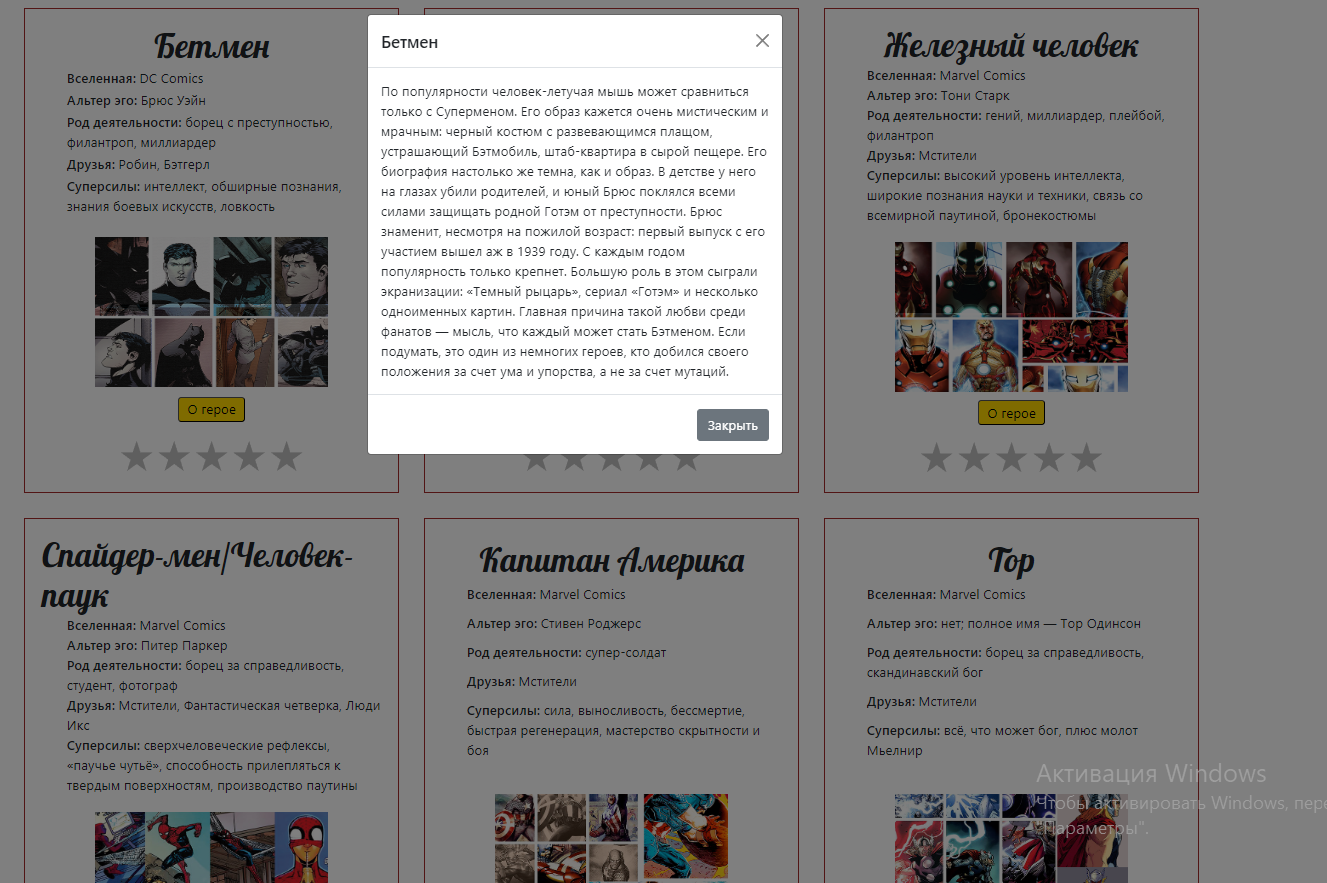 Бетмен
Вселенная: DC Comics
Альтер эго: Брюс Уэйн
Род деятельности: борец с преступностью,
филантроп, миллиардер
Друзья: Робин, Бэтгерл
Суперсилы: интеллект, обширные познания,
знания боевых искусств, ловкость
О герое
Бетмен
По популярности человек-летучая мышь может сравниться
только с Суперменом. Его образ кажется очень мистическим и
мрачным: черный костюм с развевающимся плащом,
устрашающий Бэтмобиль, штаб-квартира в сырой пещере. Его
биография настолько же темна, как и образ. В детстве у него
на глазах убили родителей, и юный Брюс поклялся всеми
силами защищать родной Готэм от преступности. Брюс
знаменит, несмотря на пожилой возраст: первый выпуск с его
участием вышел аж в 1939 году. С каждым годом
популярность только крепнет. Большую роль в этом сыграли
экранизации: «Темный рыцарь», сериал «Готэм» и несколько
одноименных картин. Главная причина такой любви среди
фанатов — мысль, что каждый может стать Бэтменом. Если
подумать, это один из немногих героев, кто добился своего
положения за счет ума и упорства, а не за счет мутаций.
Закрыть
Железный человек
Вселенная: Marvel Comics
Альтер эго: Тони Старк
Род деятельности: гений, миллиардер, плейбой,
филантроп
Друзья: Мстители
Суперсилы: высокий уровень интеллекта,
широкие познания науки и техники, связь со
всемирной паутиной, бронекостюмы
О герое
Спайдер-мен/Человек-
паук
Вселенная: Marvel Comics
Альтер эго: Питер Паркер
Род деятельности: борец за справедливость,
студент, фотограф
Друзья: Мстители, Фантастическая четверка, Люди
Икс
Суперсилы: сверхчеловеческие рефлексы,
«паучье чутьё», способность прилепляться к
твердым поверхностям, производство паутины
Капитан Америка
Вселенная: Marvel Comics
Альтер эго: Стивен Роджерс
Род деятельности: супер-солдат
Друзья: Мстители
Суперсилы: сила, выносливость, бессмертие,
быстрая регенерация, мастерство скрытности и
боя
Тор
Вселенная: Marvel Comics
Альтер эго: нет; полное имя — Тор Одинсон
Род деятельности: борец за справедливость,
скандинавский бог
Друзья: Мстители
Суперсилы: всё, что может бог, плюс молот
Мьелнир
Активация Windows
Чтобы активировать Windows, пере
"Параметры".